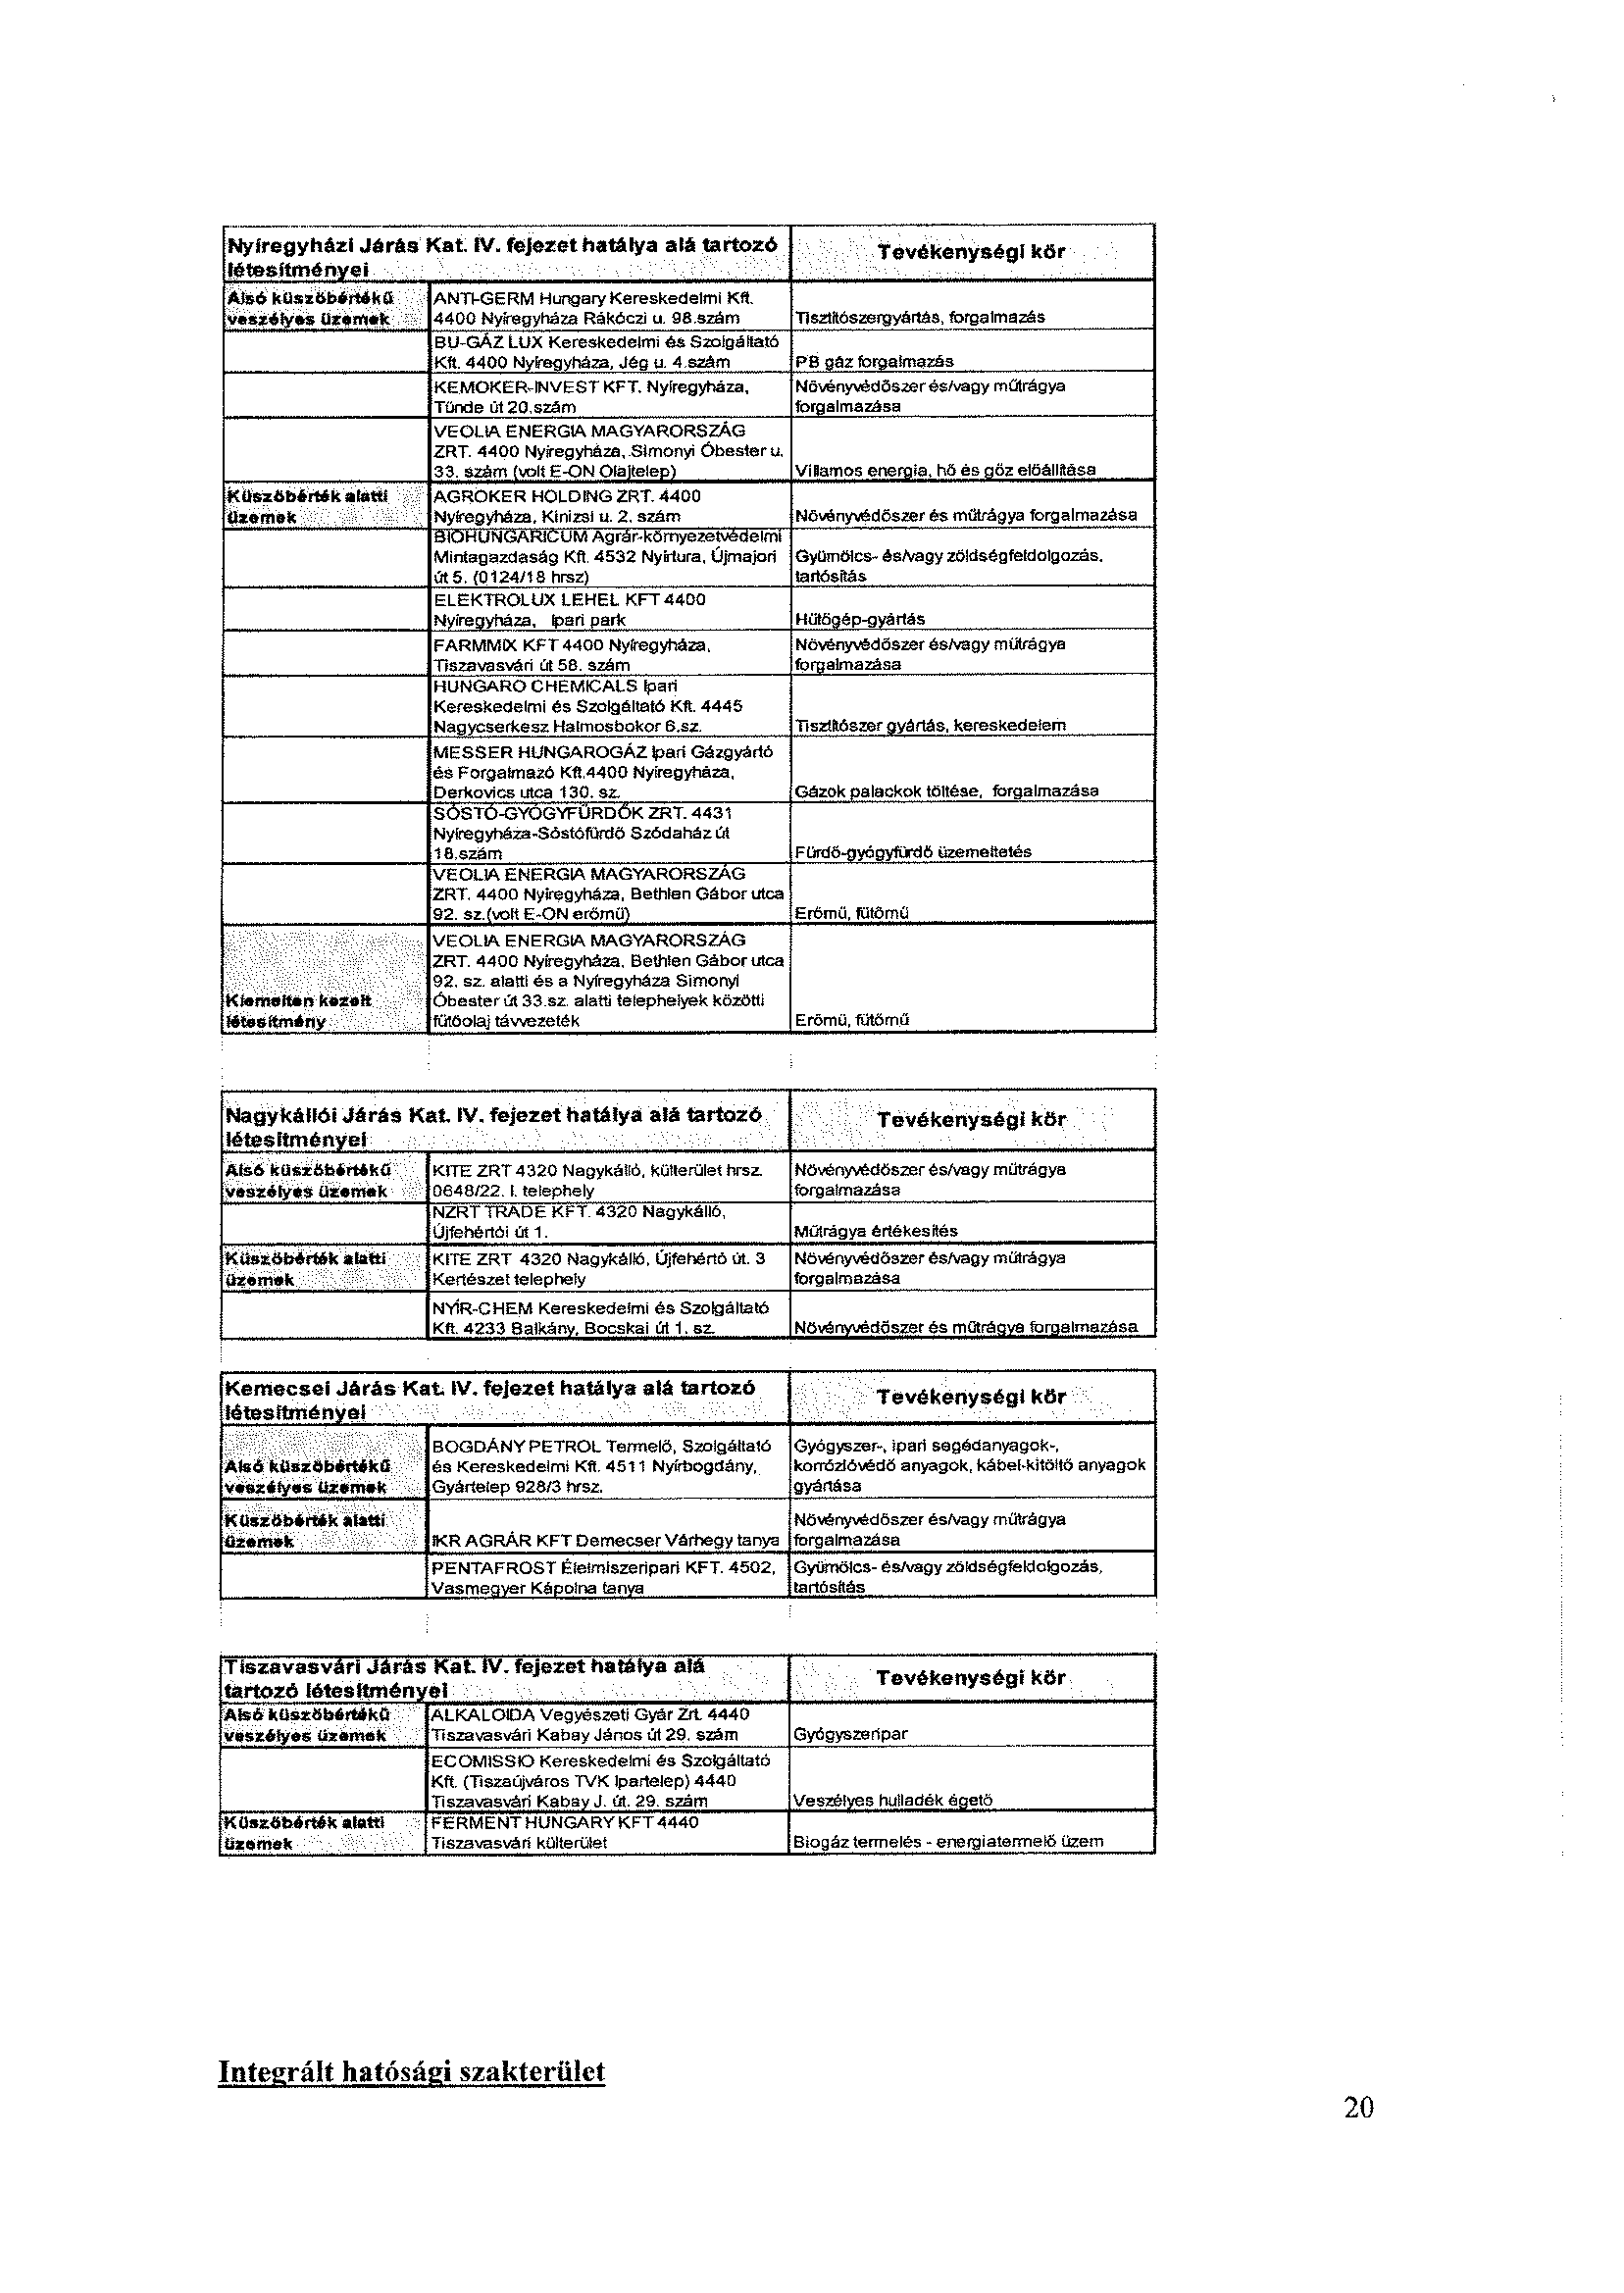 Nyíregyházi Járás Kat. IV. fejezet hatálya alá tartozó
létesítményei
Tevékenységi kör
Alsó küszöbértékű
veszélyes üzemek
ANTI-GERM Hungary Kereskedelmi Kft.
4400 Nyíregyháza Rákóczi u. 98.szám
Tisztítószergyártás, forgalmazás
BU-GÁZ LUX Kereskedelmi és Szolgáltató
Kft. 4400 Nyíregyháza, Jég u. 4.szám
PB gáz forgalmazás
KEMOKER-INVEST KFT. Nyíregyháza,
Tünde út 20.szám
Növényvédőszer és/vagy műtrágya
forgalmazása
VEOLIA ENERGIA MAGYARORSZÁG
ZRT. 4400 Nyíregyháza, Simonyi Óbester u.
33. szám (volt E-ON Olajtelep)
Villamos energia, hő és gőz előállítása
Küszöbérték alatti
üzemek
AGROKER HOLDING ZRT. 4400
Nyíregyháza, Kinizsi u. 2. szám
Növényvédőszer és műtrágya forgalmazása
BIOHUNGARICUM Agrár-környezetvédelmi
Mintagazdaság Kft. 4532 Nyírtura, Újmajori
út 5. (0124/18 hrsz)
Gyümölcs- és/vagy zöldségfeldolgozás,
tartósítás
ELEKTROLUX LEHEL KFT 4400
Nyíregyháza, Ipari park
Hűtőgép-gyártás
FARMMIX KFT 4400 Nyíregyháza,
Tiszavasvári út 58. szám
Növényvédőszer és/vagy műtrágya
forgalmazása
HUNGARO CHEMICALS Ipari
Kereskedelmi és Szolgáltató Kft. 4445
Nagycserkesz Halmosbokor 6.sz.
Tisztítószer gyártás, kereskedelem
MESSER HUNGAROGÁZ Ipari Gázgyártó
és Forgalmazó Kft.4400 Nyíregyháza,
Derkovics utca 130. sz.
Gázok palackok töltése, forgalmazása
SÓSTÓ-GYÓGYFÜRDŐK ZRT. 4431
Nyíregyháza-Sóstófürdő Szódaház út
18.szám
Fürdő-gyógyfürdő üzemeltetés
VEOLIA ENERGIA MAGYARORSZÁG
ZRT. 4400 Nyíregyháza, Bethlen Gábor utca
92. sz.(volt E-ON erőmű)
Erőmű, fűtőmű
Kiemelten kezelt
létesítmény
VEOLIA ENERGIA MAGYARORSZÁG
ZRT. 4400 Nyíregyháza, Bethlen Gábor utca
92. sz. alatti és a Nyíregyháza Simonyi
Óbester út 33.sz. alatti telephelyek közötti
fűtőolaj távvezeték
Erőmű, fűtőmű
Nagykállói Járás Kat. IV. fejezet hatálya alá tartozó
létesítményei
Tevékenységi kör
Alsó küszöbértékű
veszélyes üzemek
KITE ZRT 4320 Nagykálló, külterület hrsz.
0648/22. I. telephely
Növényvédőszer és/vagy műtrágya
forgalmazása
NZRT TRADE KFT. 4320 Nagykálló,
Újfehértói út 1.
Műtrágya értékesítés
Küszöbérték alatti
üzemek
KITE ZRT 4320 Nagykálló, Újfehértó út. 3
Kertészet telephely
Növényvédőszer és/vagy műtrágya
forgalmazása
NYÍR-CHEM Kereskedelmi és Szolgáltató
Kft. 4233 Balkány, Bocskai út 1. sz.
Növényvédőszer és műtrágya forgalmazása
Kemecsei Járás Kat. IV. fejezet hatálya alá tartozó
létesítményei
Tevékenységi kör
Alsó küszöbértékű
veszélyes üzemek
BOGDÁNY PETROL Termelő, Szolgáltató
és Kereskedelmi Kft. 4511 Nyírbogdány,
Gyártelep 928/3 hrsz.
Gyógyszer-, ipari segédanyagok-,
korrózióvédő anyagok, kábel-kitöltő anyagok
gyártása
Küszöbérték alatti
üzemek
IKR AGRÁR KFT Demecser Várhegy tanya
Növényvédőszer és/vagy műtrágya
forgalmazása
PENTAFROST Élelmiszeripari KFT. 4502,
Vasmegyer Kápolna tanya
Gyümölcs- és/vagy zöldségfeldolgozás,
tartósítás
Tiszavasvári Járás Kat. IV. fejezet hatálya alá
tartozó létesítményei
Tevékenységi kör
Alsó küszöbértékű
veszélyes üzemek
ALKALOIDA Vegyészeti Gyár Zrt. 4440
Tiszavasvári Kabay János út 29. szám
Gyógyszeripar
ECOMISSIO Kereskedelmi és Szolgáltató
Kft. (Tiszaújváros TVK Ipartelep) 4440
Tiszavasvári Kabay J. út. 29. szám
Veszélyes hulladék égető
Küszöbérték alatti
üzemek
FERMENT HUNGARY KFT 4440
Tiszavasvári külterület
Biogáz termelés - energiatermelő üzem
Integrált hatósági szakterület
20